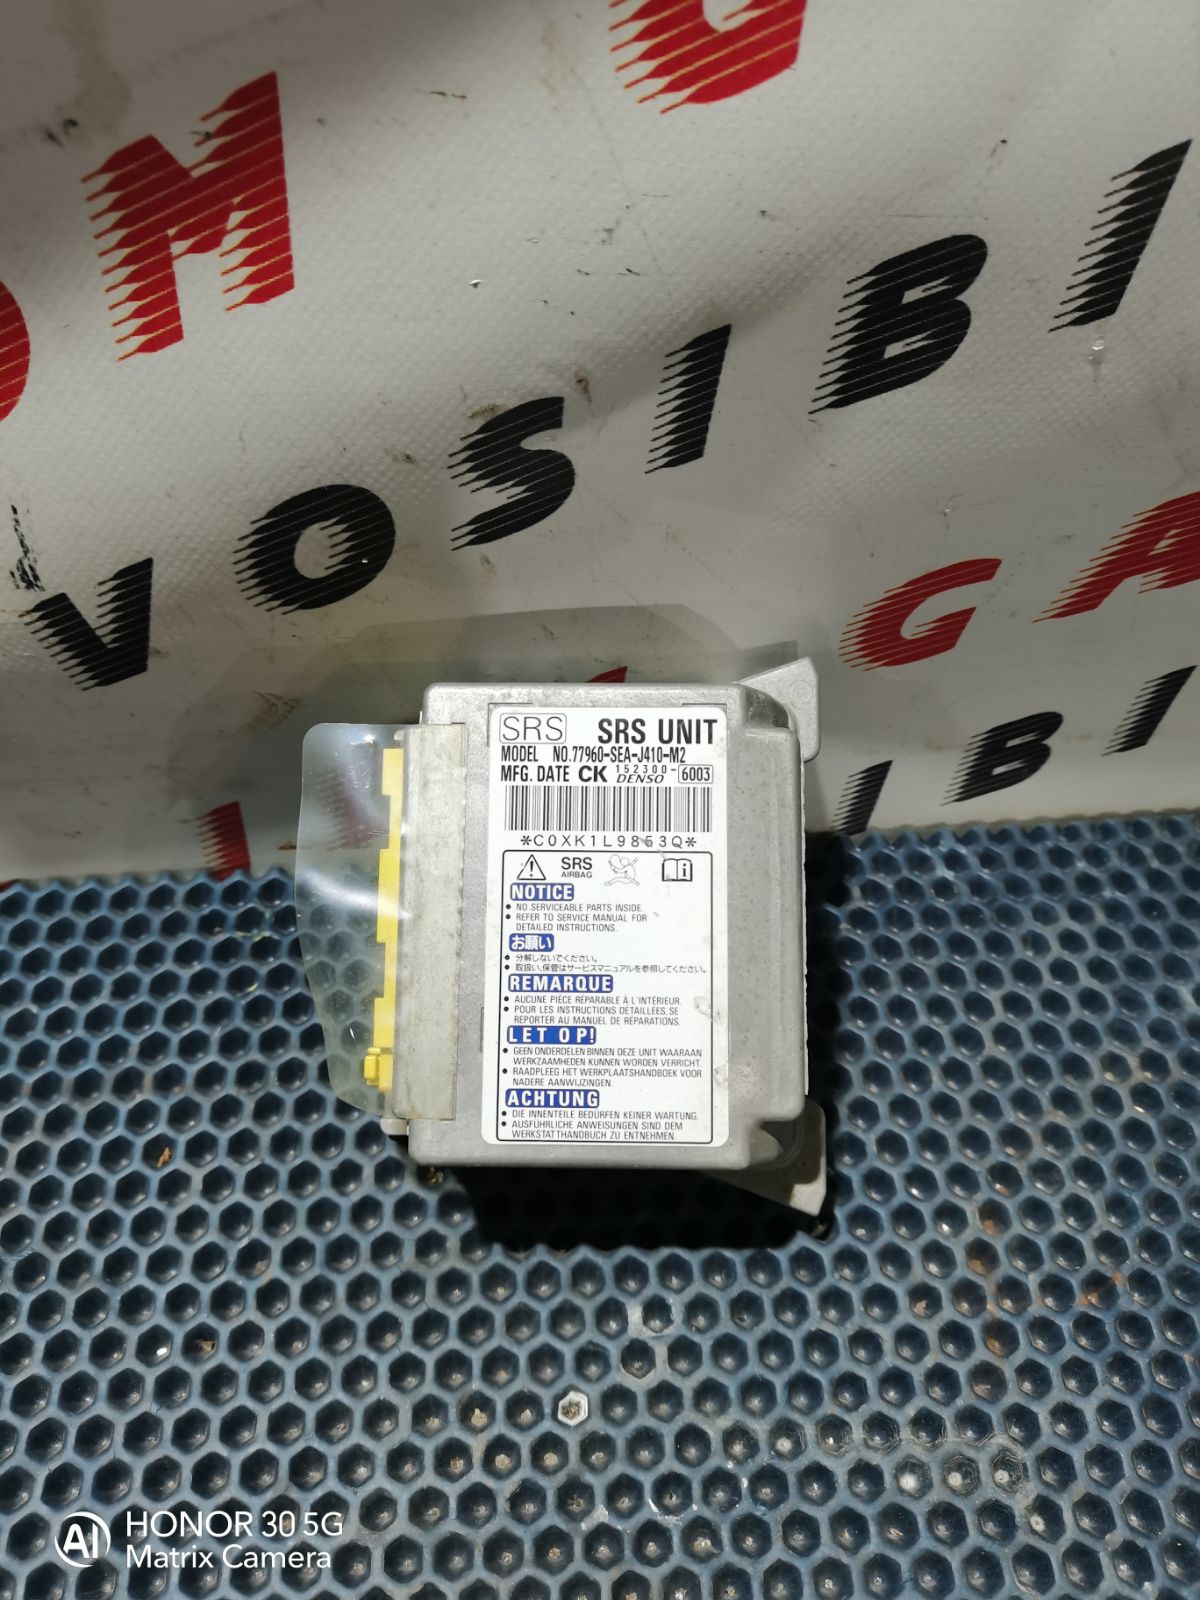 OM
VOSIBI
GA
IBI
SRS SRS UNIT
MODEL NO.77960-SEA-J410-M2
MFG. DATE CK 152300- 6003
DENSO
*C0XK1L9853Q*
SRS
AIRBAG
NOTICE
• NO SERVICEABLE PARTS INSIDE.
• REFER TO SERVICE MANUAL FOR
DETAILED INSTRUCTIONS.
お願い
• 分解しないでください。
• 取扱い、保管はサービスマニュアルを参照してください。
REMARQUE
• AUCUNE PIÈCE RÉPARABLE À L'INTÉRIEUR.
• POUR LES INSTRUCTIONS DÉTAILLÉES, SE
REPORTER AU MANUEL DE RÉPARATIONS.
LET OP!
• GEEN ONDERDELEN BINNEN DEZE UNIT WAARAAN
WERKZAAMHEDEN KUNNEN WORDEN VERRICHT.
• RAADPLEEG HET WERKPLAATSHANDBOEK VOOR
NADERE AANWIJZINGEN.
ACHTUNG
• DIE INNENTEILE BEDÜRFEN KEINER WARTUNG.
• AUSFÜHRLICHE ANWEISUNGEN SIND DEM
WERKSTATTHANDBUCH ZU ENTNEHMEN.
AI HONOR 30 5G
Matrix Camera